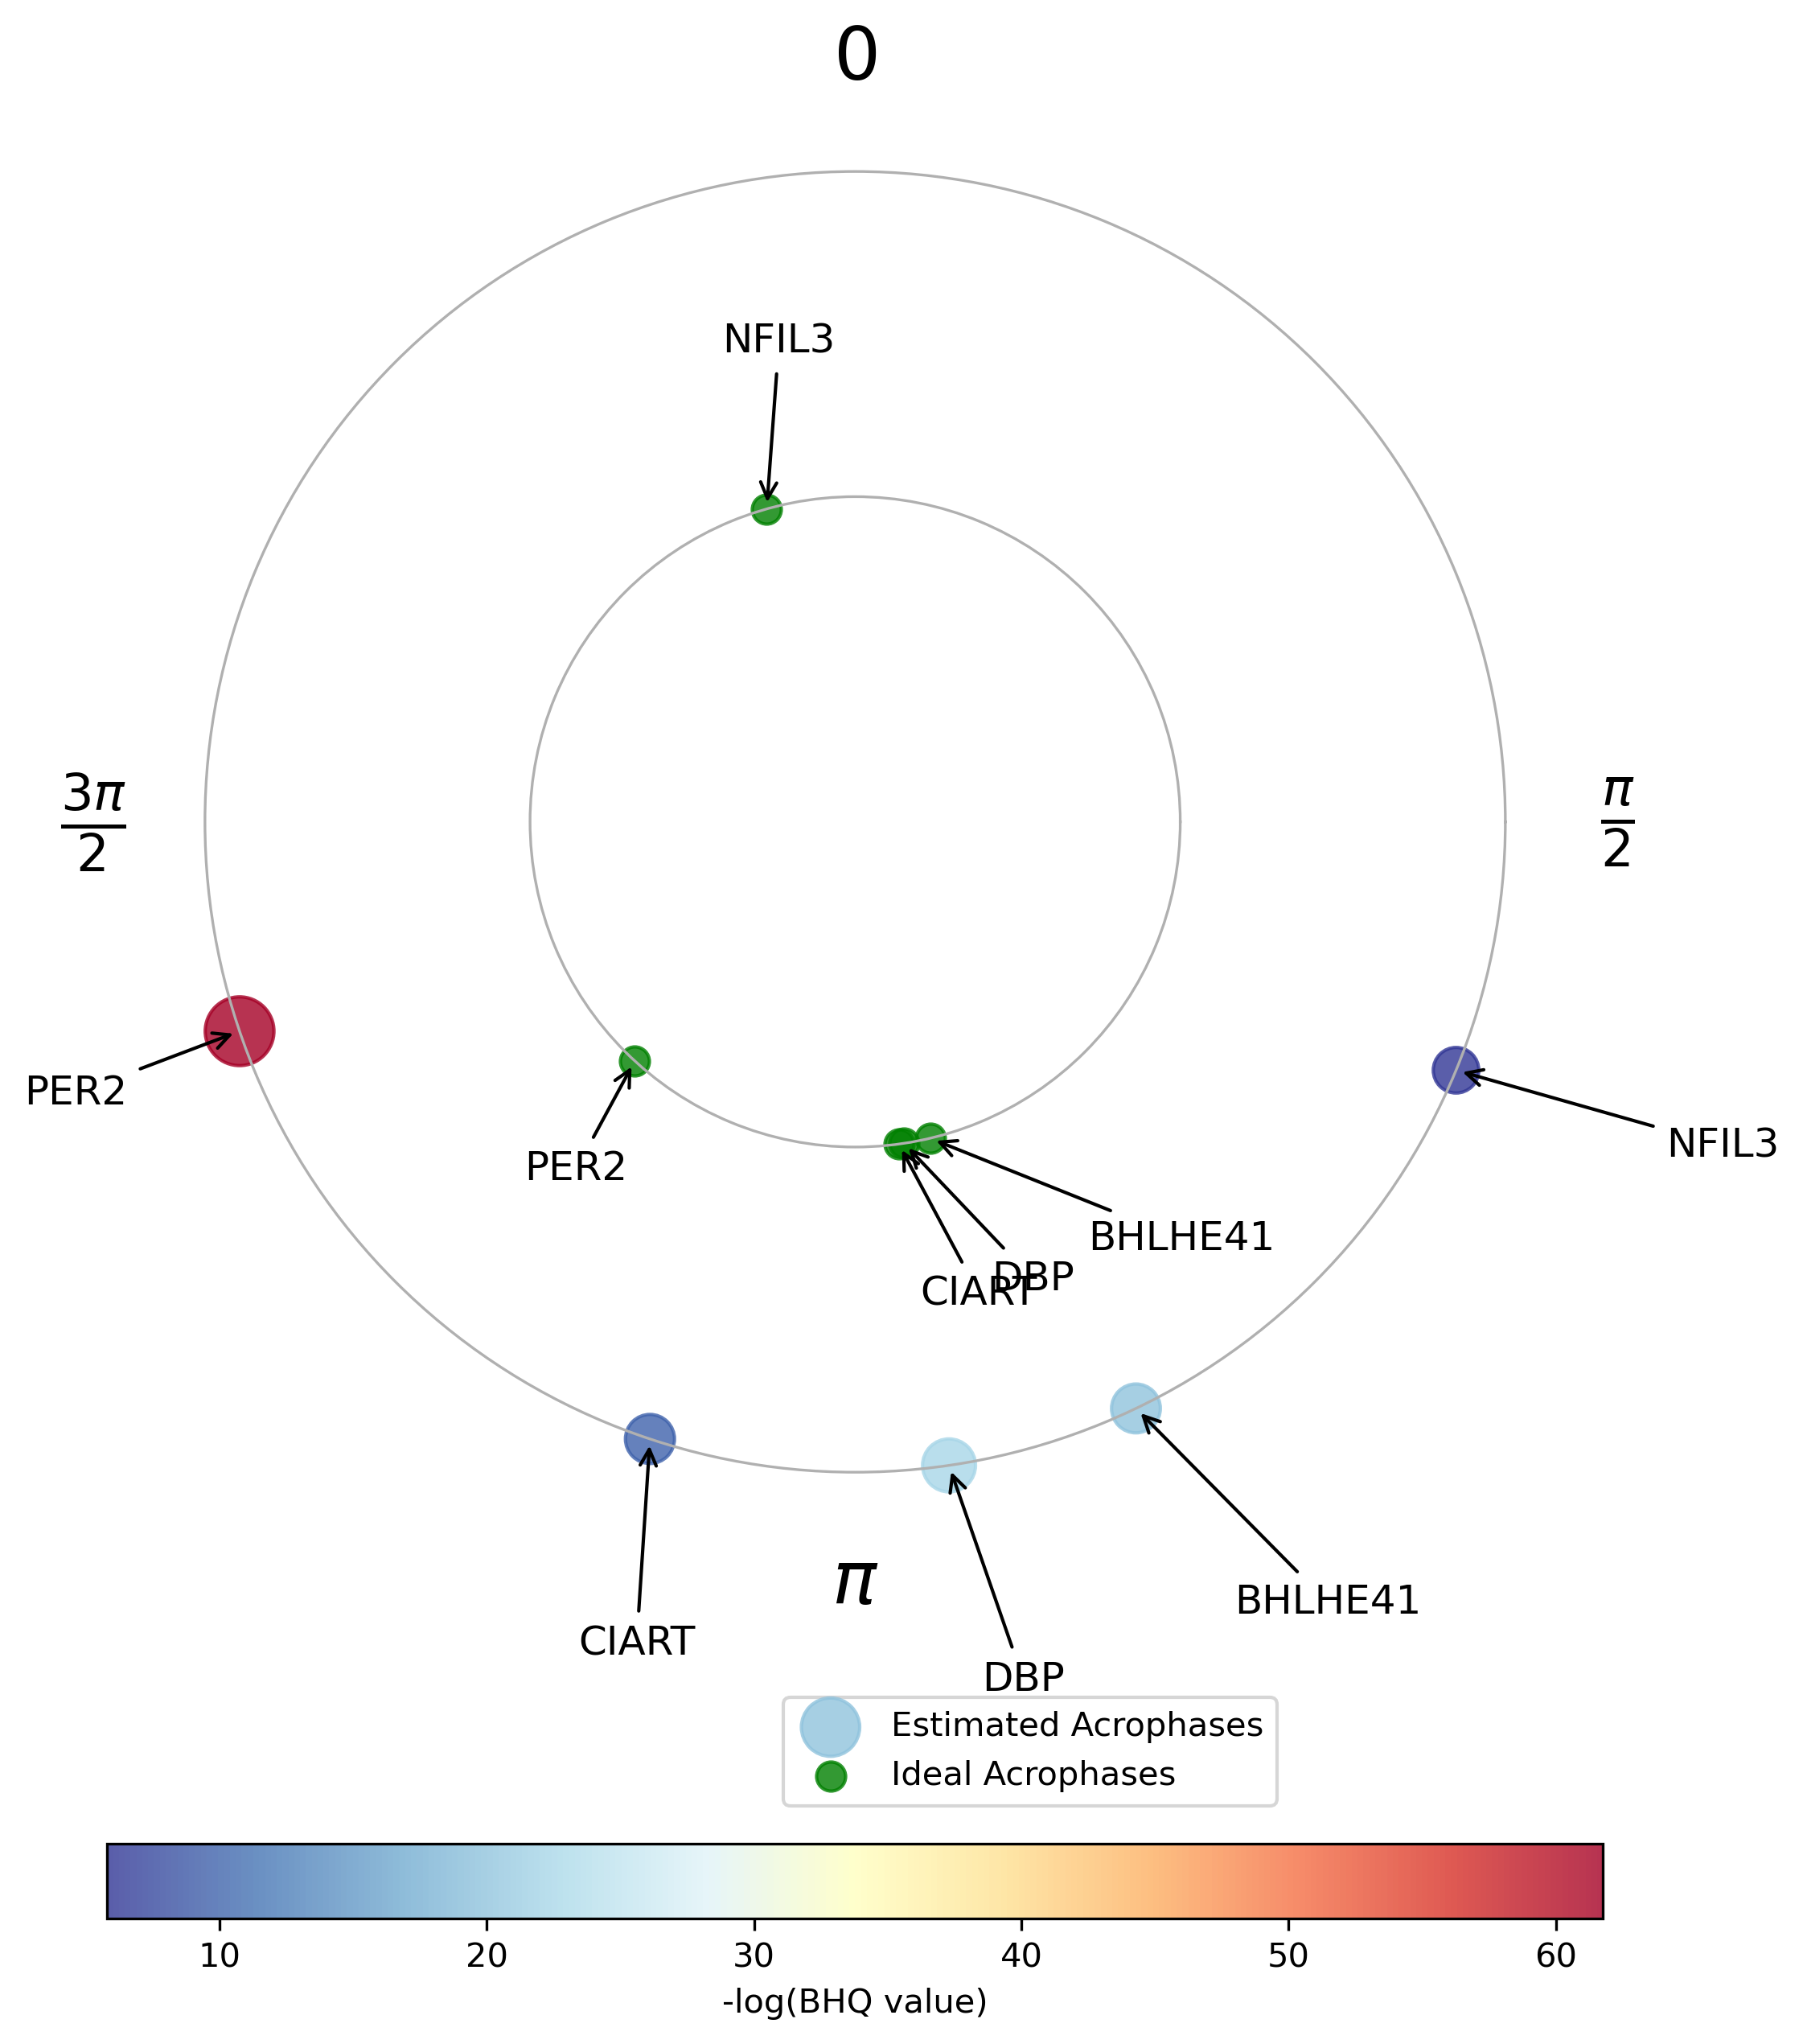 0
NFIL3
3π
2
π
2
PER2
PER2
NFIL3
BHLHE41
DBP
CIART
π
BHLHE41
CIART
DBP
Estimated Acrophases
Ideal Acrophases
10 20 30 40 50 60
-log(BHQ value)